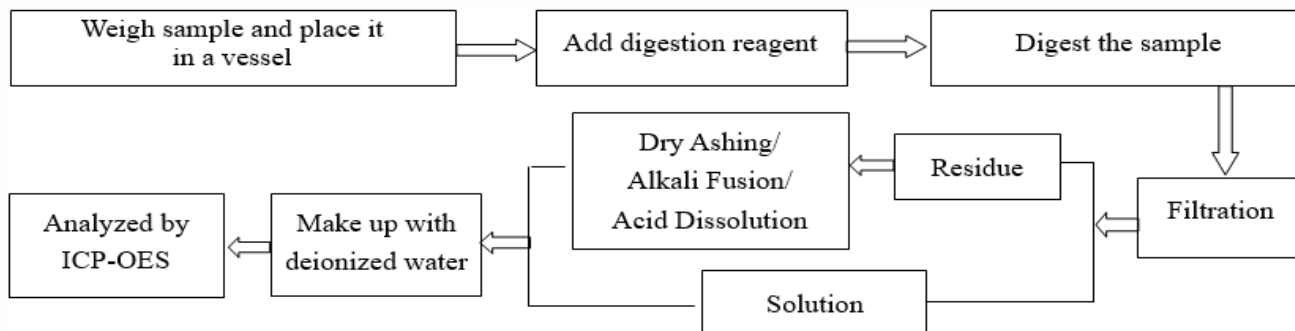 Weigh sample and place it
in a vessel
Add digestion reagent
Digest the sample
Filtration
Residue
Dry Ashing/
Alkali Fusion/
Acid Dissolution
Solution
Make up with
deionized water
Analyzed by
ICP-OES